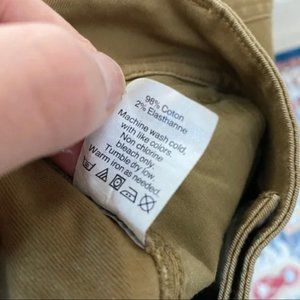 98% Coton
2% Elasthanne
Machine wash cold,
with like colors.
Non chlorine
bleach only.
Tumble dry low
Warm iron as needed.